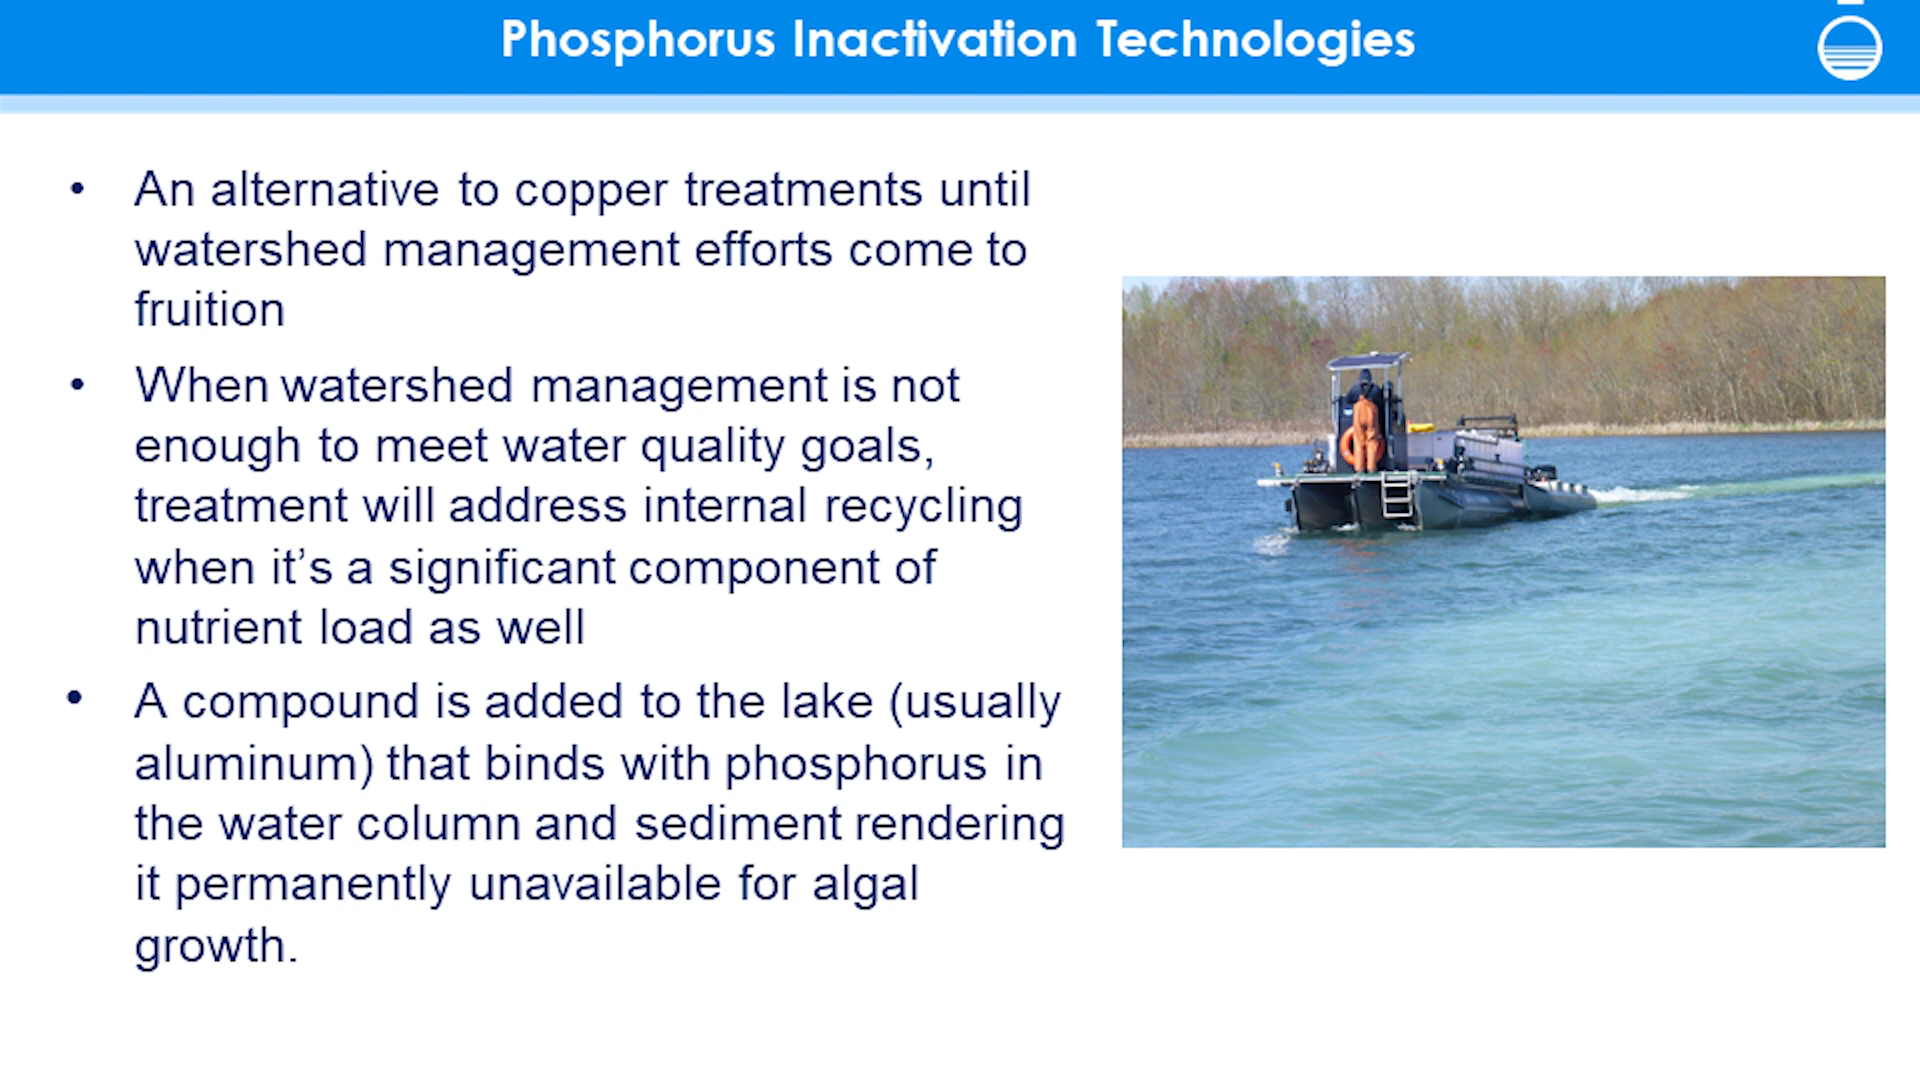 Phosphorus Inactivation Technologies
• An alternative to copper treatments until
watershed management efforts come to
fruition
• When watershed management is not
enough to meet water quality goals,
treatment will address internal recycling
when it’s a significant component of
nutrient load as well
• A compound is added to the lake (usually
aluminum) that binds with phosphorus in
the water column and sediment rendering
it permanently unavailable for algal
growth.